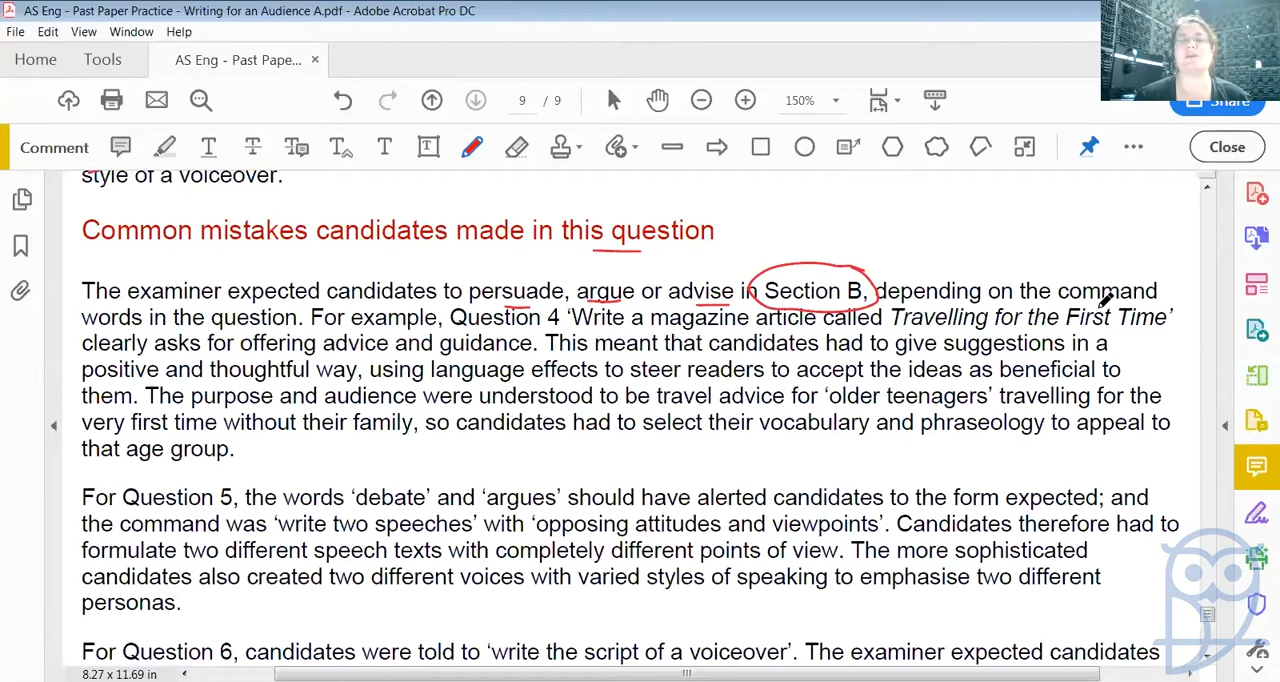 AS Eng - Past Paper Practice - Writing for an Audience A.pdf - Adobe Acrobat Pro DC
File Edit View Window Help
Home Tools AS Eng - Past Pape... ×
9 / 9 150%
Share
Comment Close
style of a voiceover.
Common mistakes candidates made in this question
The examiner expected candidates to persuade, argue or advise in Section B, depending on the command
words in the question. For example, Question 4 ‘Write a magazine article called Travelling for the First Time’
clearly asks for offering advice and guidance. This meant that candidates had to give suggestions in a
positive and thoughtful way, using language effects to steer readers to accept the ideas as beneficial to
them. The purpose and audience were understood to be travel advice for ‘older teenagers’ travelling for the
very first time without their family, so candidates had to select their vocabulary and phraseology to appeal to
that age group.
For Question 5, the words ‘debate’ and ‘argues’ should have alerted candidates to the form expected; and
the command was ‘write two speeches’ with ‘opposing attitudes and viewpoints’. Candidates therefore had to
formulate two different speech texts with completely different points of view. The more sophisticated
candidates also created two different voices with varied styles of speaking to emphasise two different
personas.
For Question 6, candidates were told to ‘write the script of a voiceover’. The examiner expected candidates
8.27 x 11.69 in